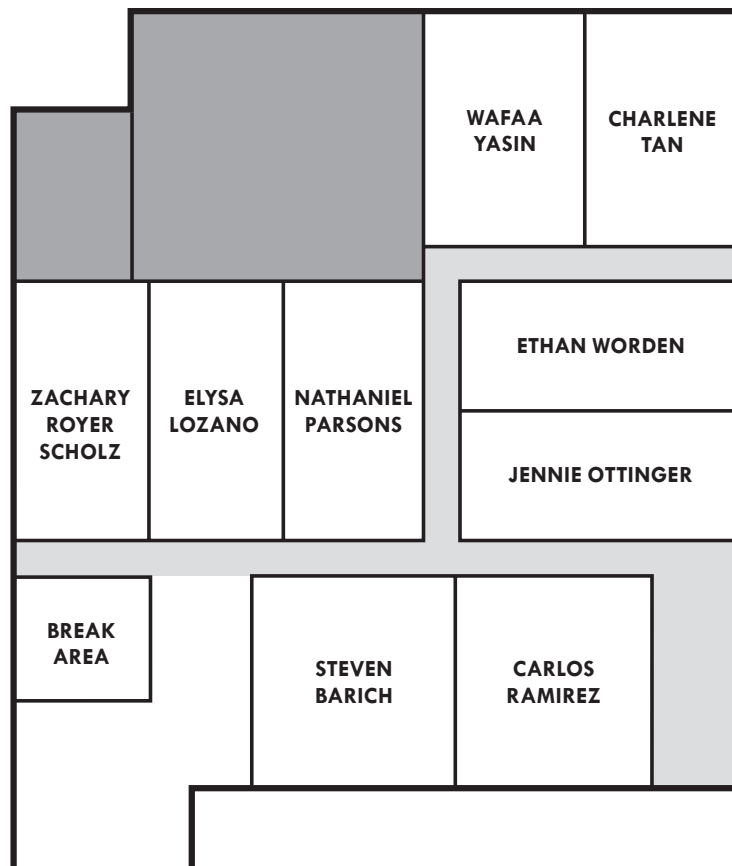 WAFAA
YASIN
CHARLENE
TAN
ETHAN WORDEN
ZACHARY
ROYER
SCHOLZ
ELYSA
LOZANO
NATHANIEL
PARSONS
JENNIE OTTINGER
BREAK
AREA
STEVEN
BARICH
CARLOS
RAMIREZ